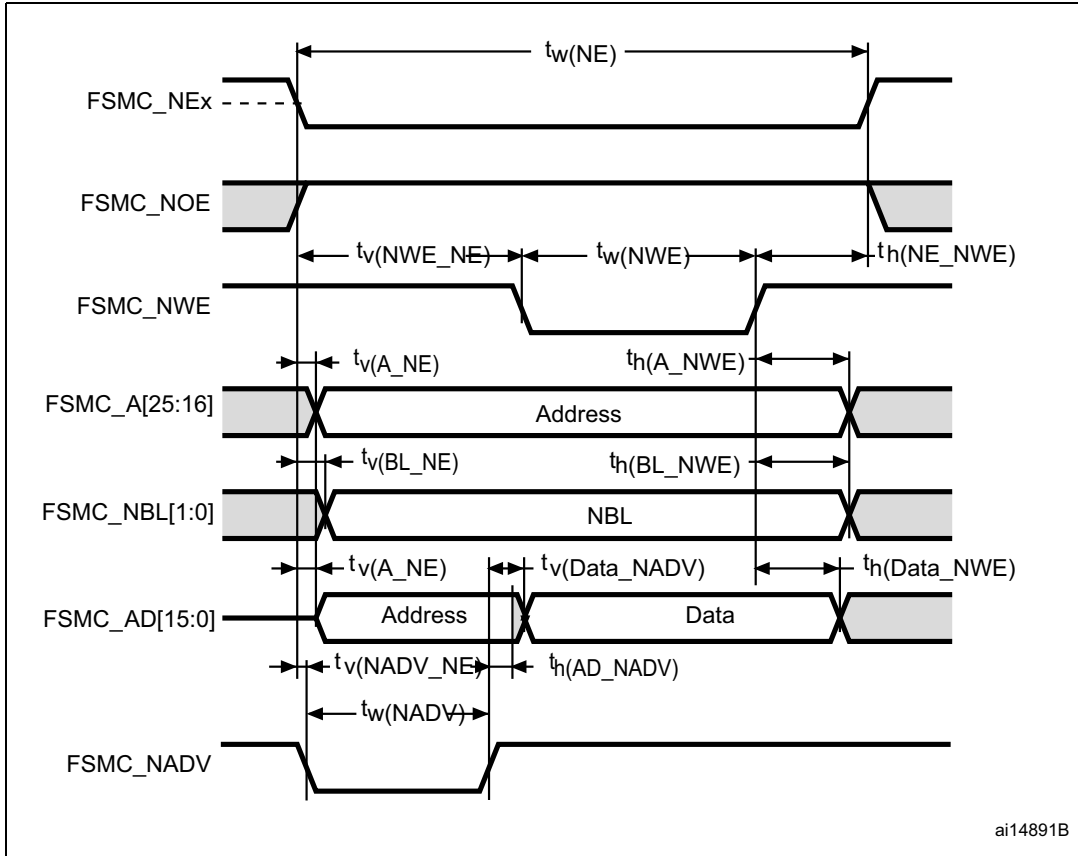 tw(NE)
FSMC_NEx
FSMC_NOE
tv(NWE_NE)
tw(NWE)
th(NE_NWE)
FSMC_NWE
tv(A_NE)
th(A_NWE)
FSMC_A[25:16]
Address
tv(BL_NE)
th(BL_NWE)
FSMC_NBL[1:0]
NBL
tv(A_NE)
tv(Data_NADV)
th(Data_NWE)
FSMC_AD[15:0]
Address
Data
tv(NADV_NE)
th(AD_NADV)
tw(NADV)
FSMC_NADV
ai14891B